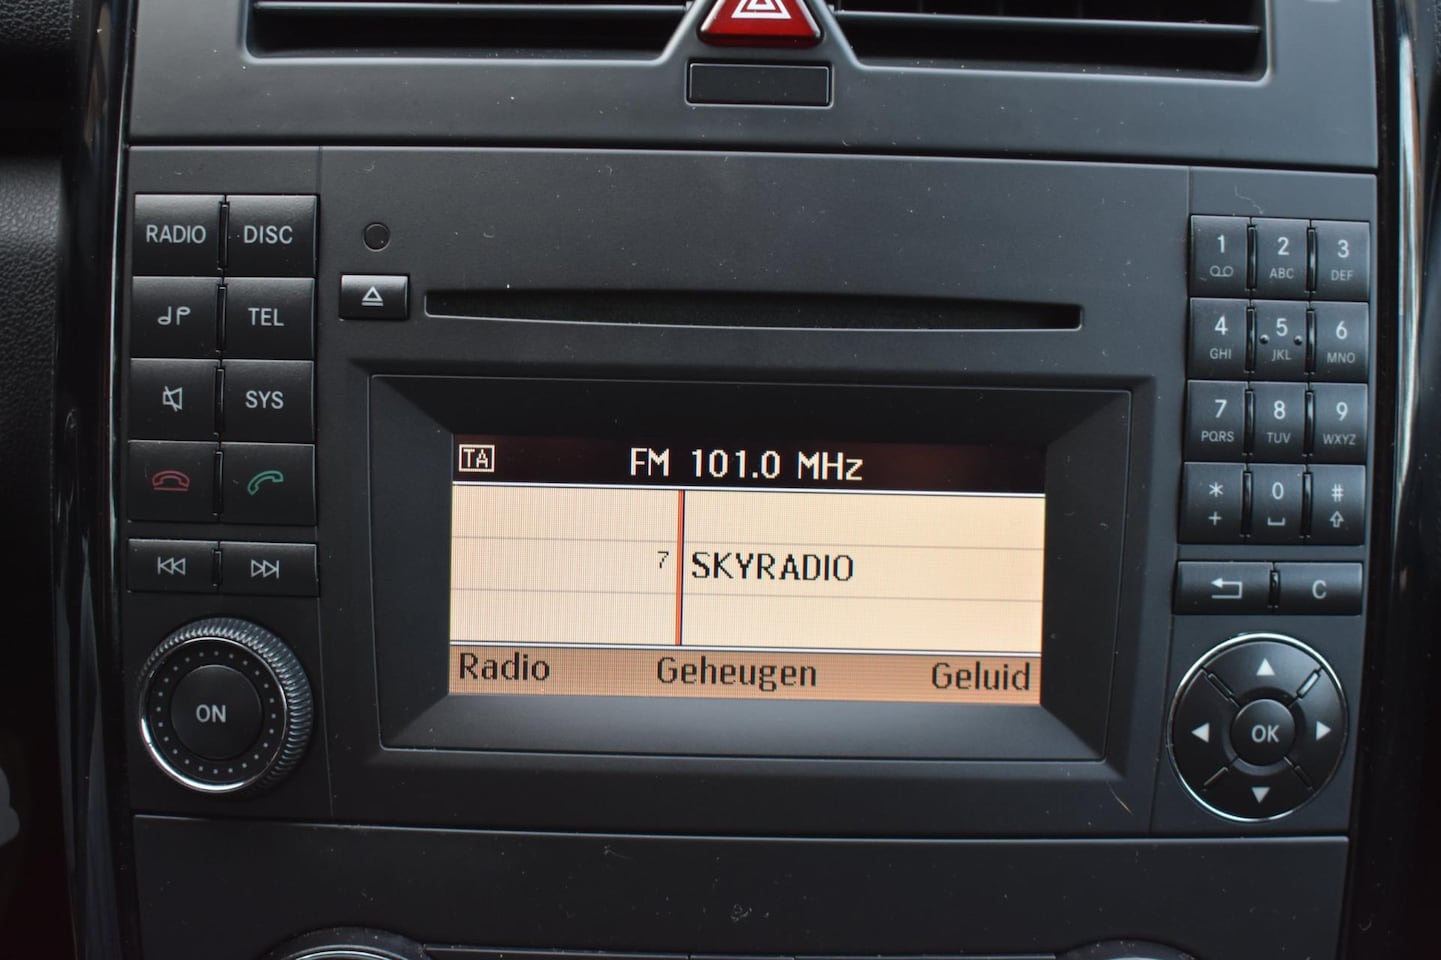 RADIO DISC
TEL
SYS
ON
TA FM 101.0 MHz
7 SKYRADIO
Radio Geheugen Geluid
1 2 3
ABC DEF
4 5 6
GHI JKL MNO
7 8 9
PQRS TUV WXYZ
* 0 #
+
C
OK